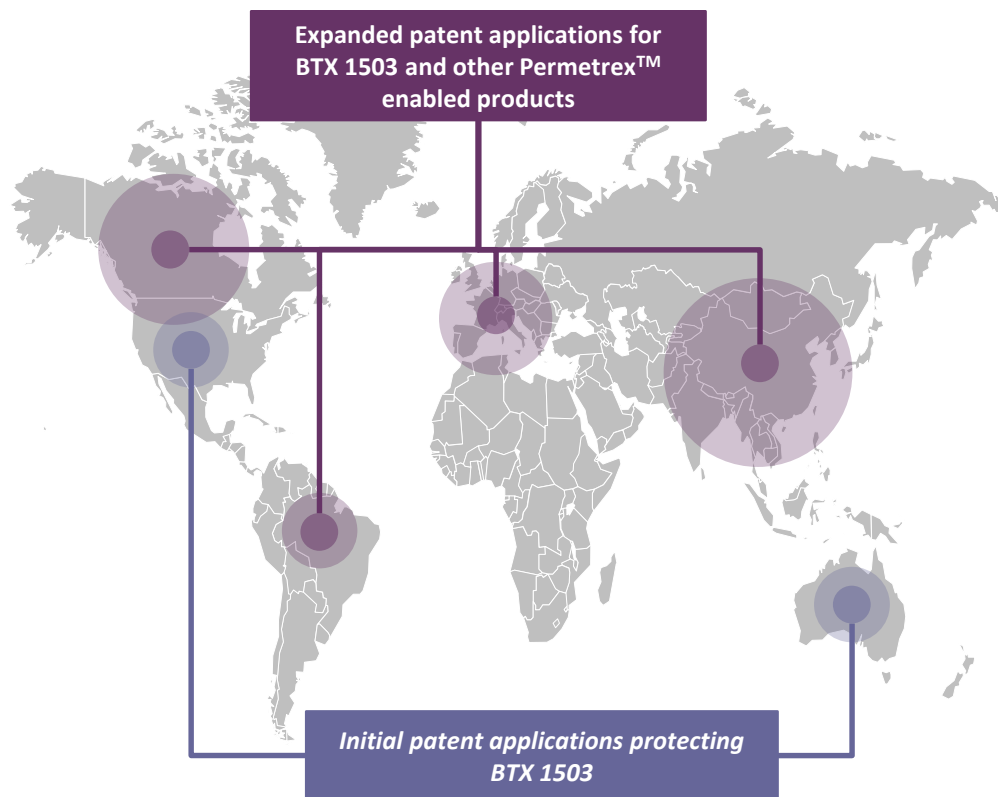 Expanded patent applications for
BTX 1503 and other Permetrex™
enabled products
Initial patent applications protecting
BTX 1503